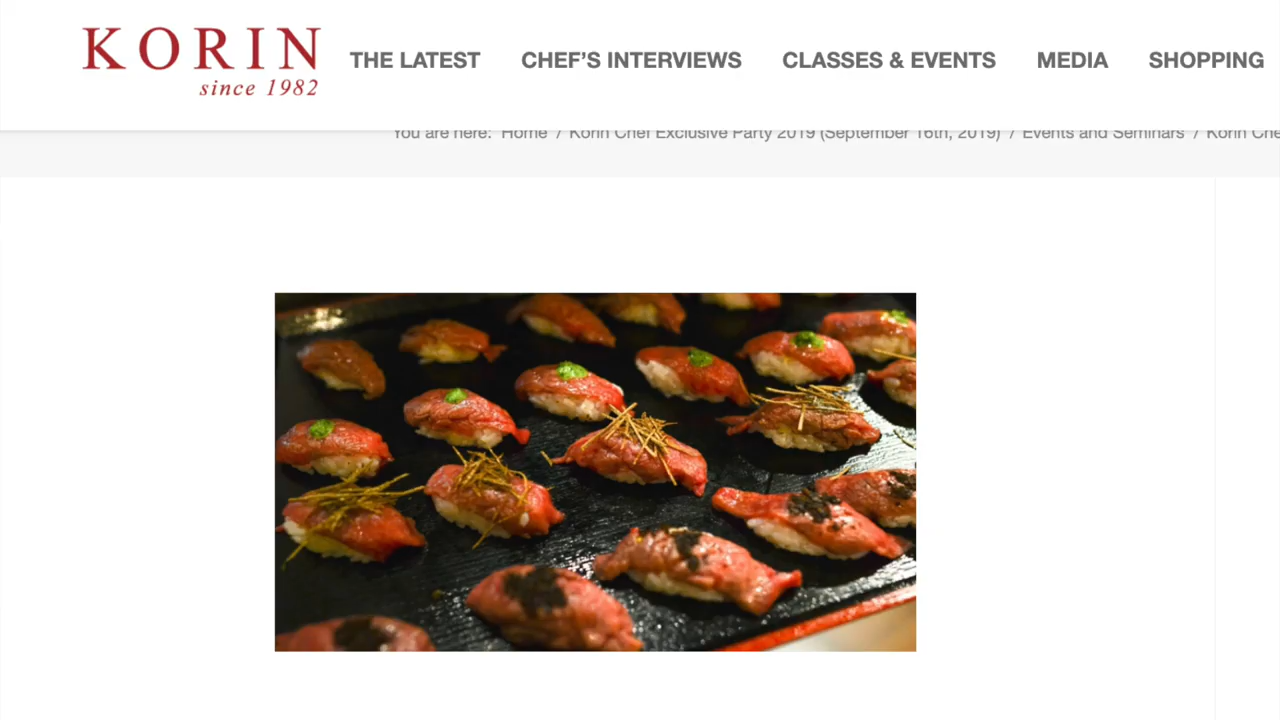 KORIN
since 1982
THE LATEST CHEF’S INTERVIEWS CLASSES & EVENTS MEDIA SHOPPING
You are here: Home / Korin Chef Exclusive Party 2019 (September 16th, 2019) / Events and Seminars / Korin Che